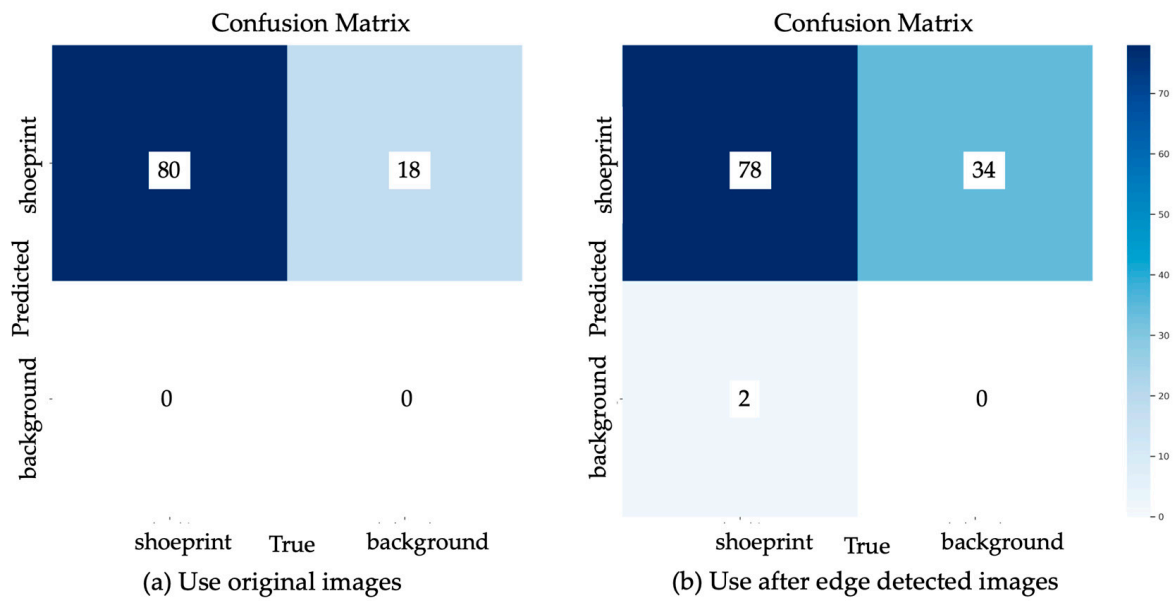 Confusion Matrix
shoeprint
80
18
Predicted
background
0
0
shoeprint
True
background
(a) Use original images
Confusion Matrix
shoeprint
78
34
Predicted
background
2
0
shoeprint
True
background
(b) Use after edge detected images
70
60
50
40
30
20
10
0